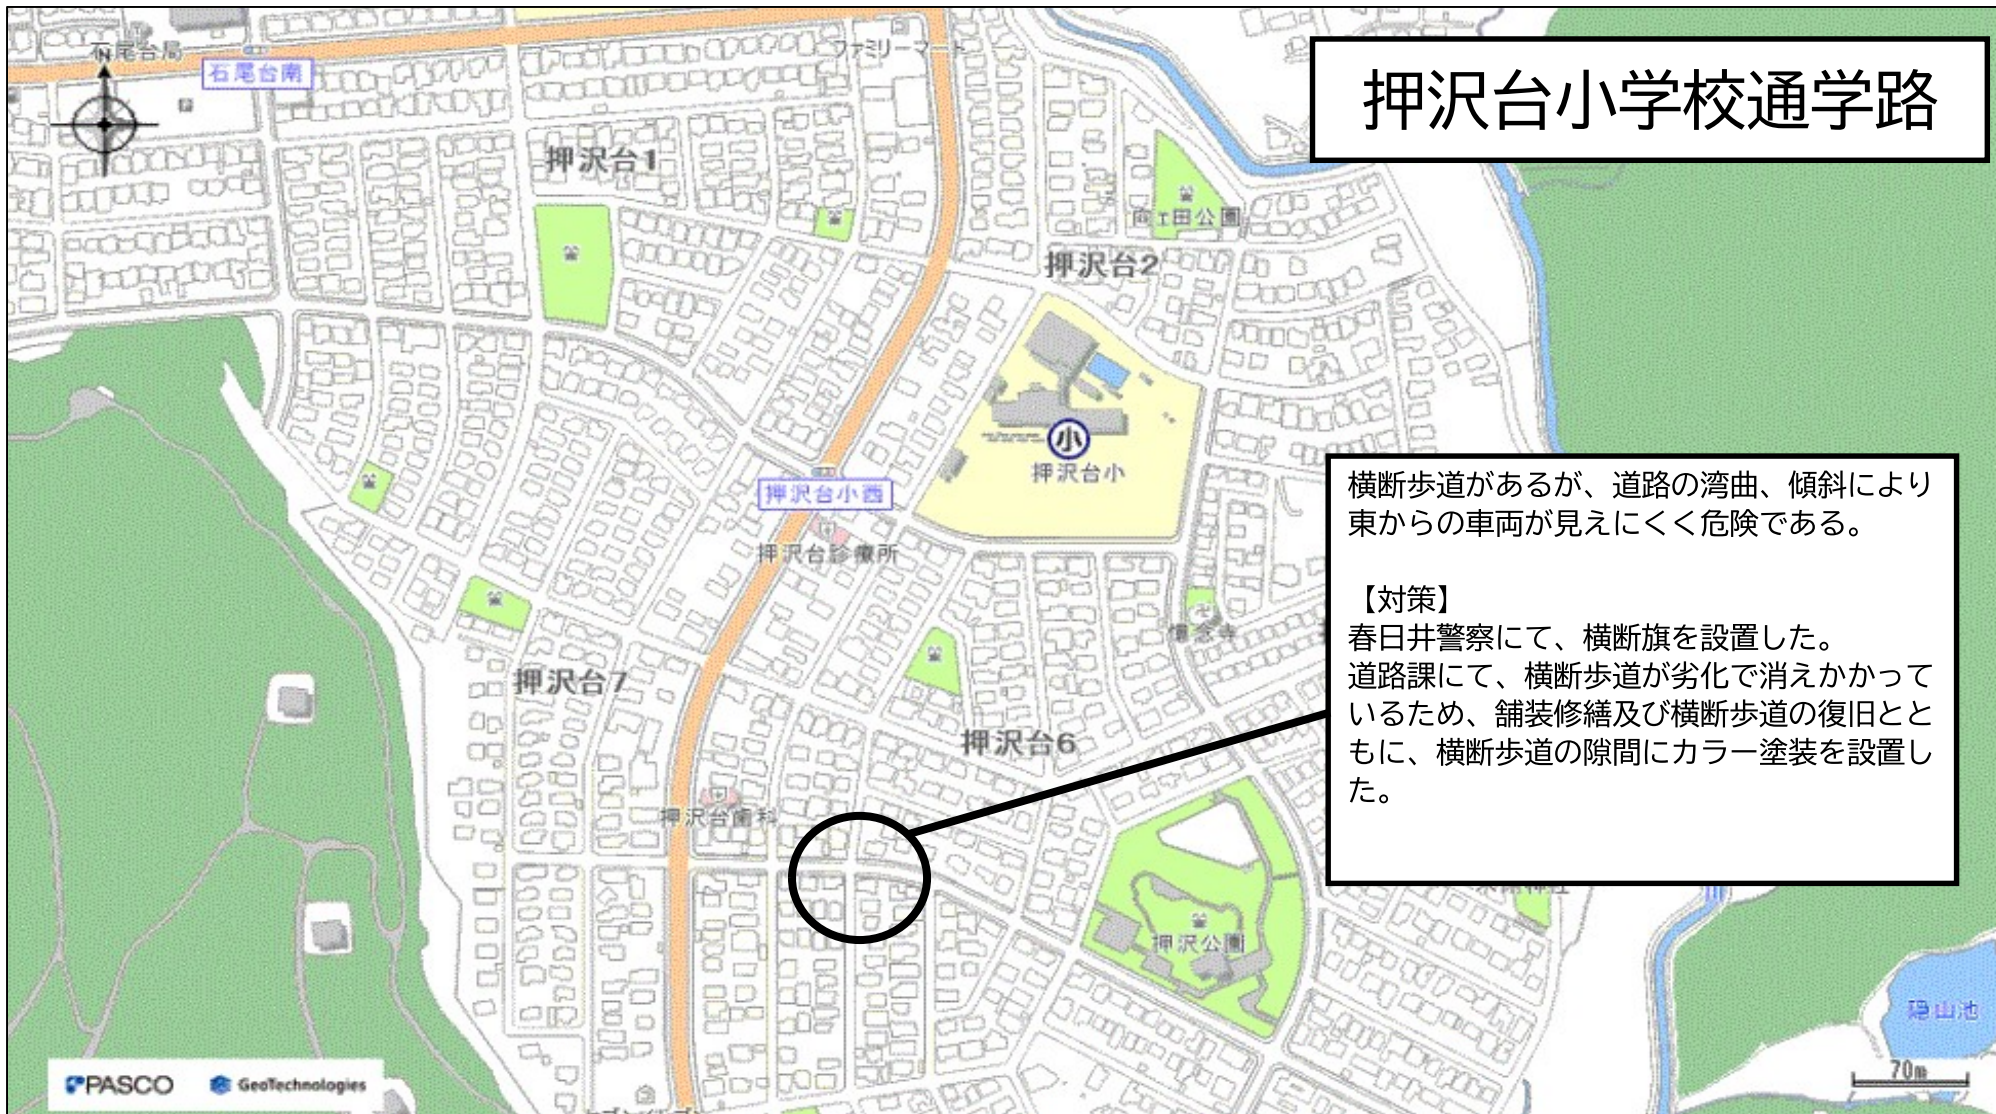 押沢台小学校通学路
石尾台局
N
石尾台南
ファミリーマート
P
押沢台1
向エ田公園
押沢台2
小
押沢台小
押沢台小西
押沢台診療所
横断歩道があるが、道路の湾曲、傾斜により
東からの車両が見えにくく危険である。
【対策】
春日井警察にて、横断旗を設置した。
道路課にて、横断歩道が劣化で消えかかって
いるため、舗装修繕及び横断歩道の復旧とと
もに、横断歩道の隙間にカラー塗装を設置し
た。
押沢台7
押沢台6
押沢台歯科
押沢公園
川
隠山池
70m
PASCO
GeoTechnologies